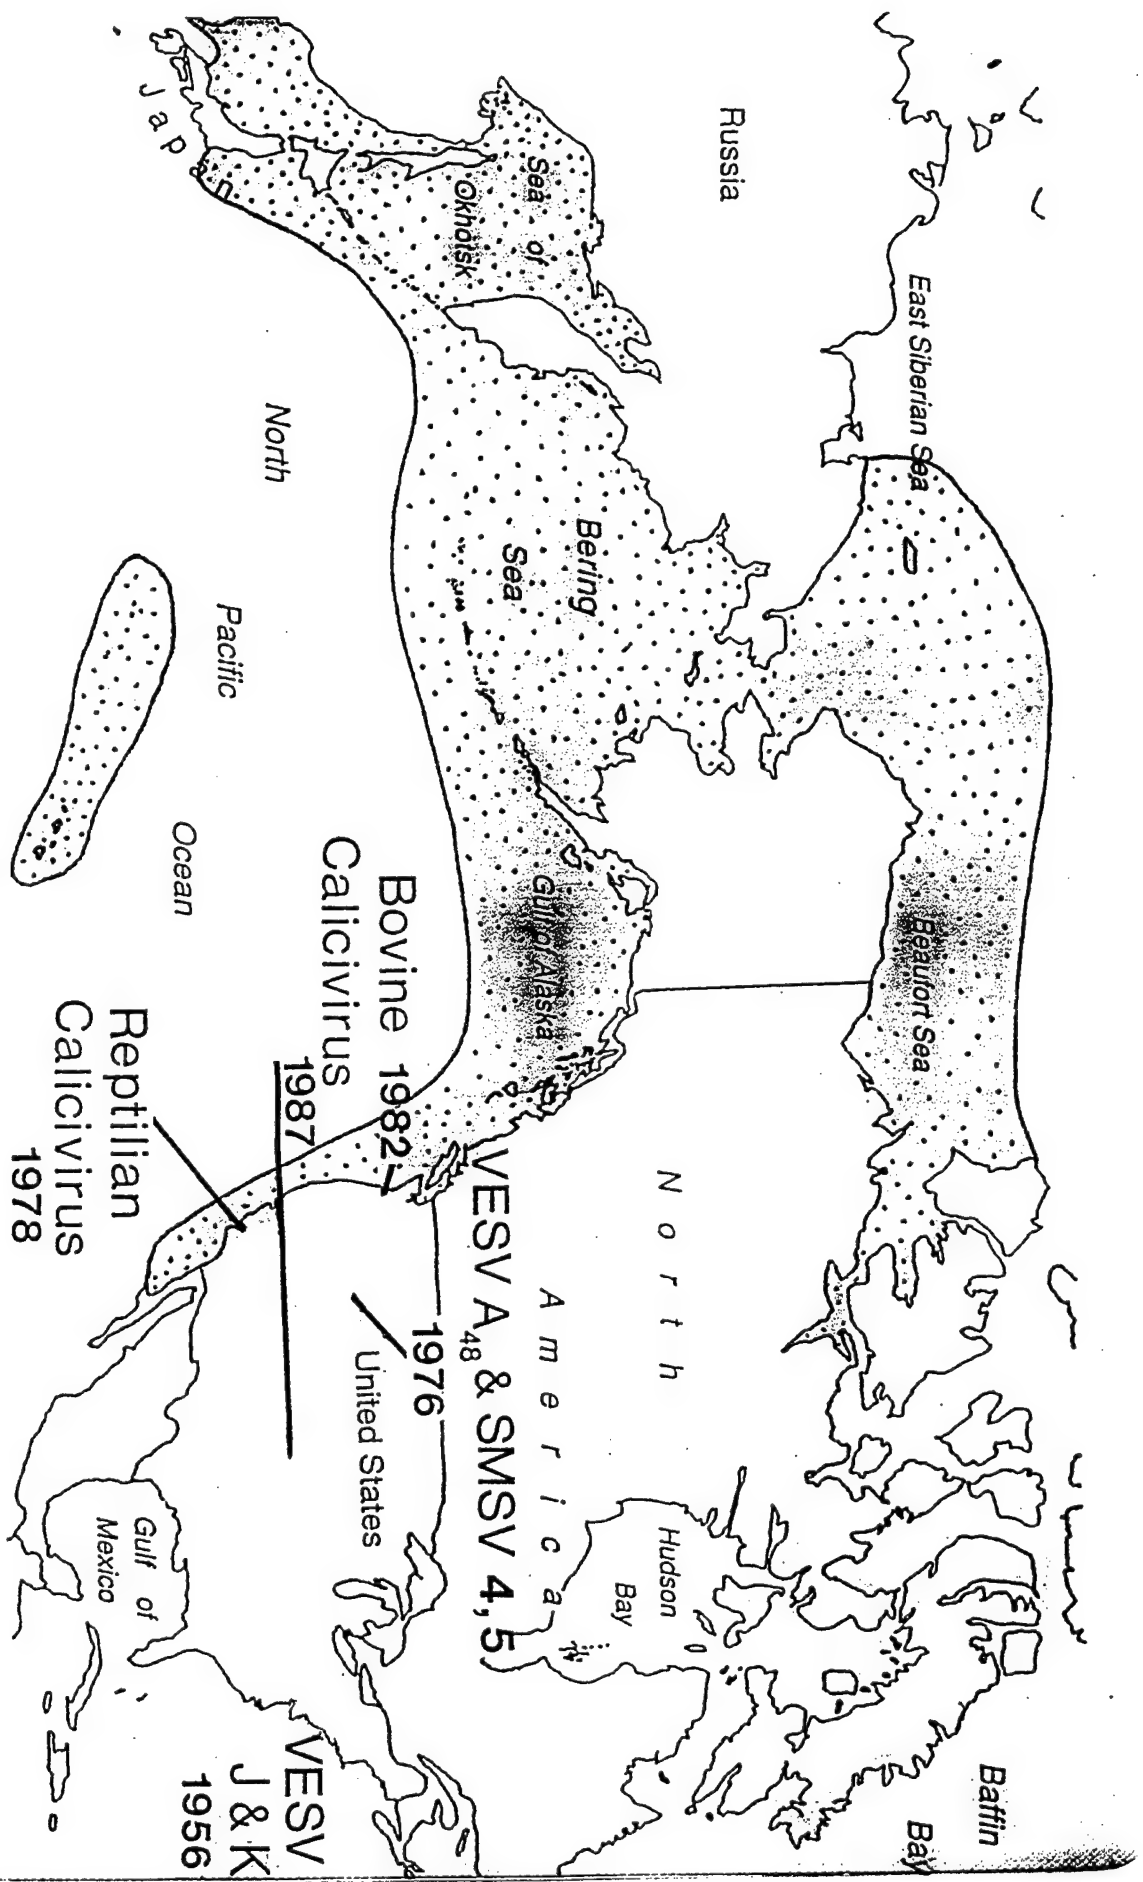 Russia
East Siberian Sea
Beaufort Sea
Baffin
Bay
Sea of
Okhotsk
Bering
Sea
Gulf of Alaska
Japan
North
Pacific
Ocean
North
America
Hudson
Bay
United States
Gulf of
Mexico
VESV A48 & SMSV 4,5
1976
Bovine 1982
Calicivirus
1987
Reptilian
Calicivirus
1978
VESV
J & K
1956